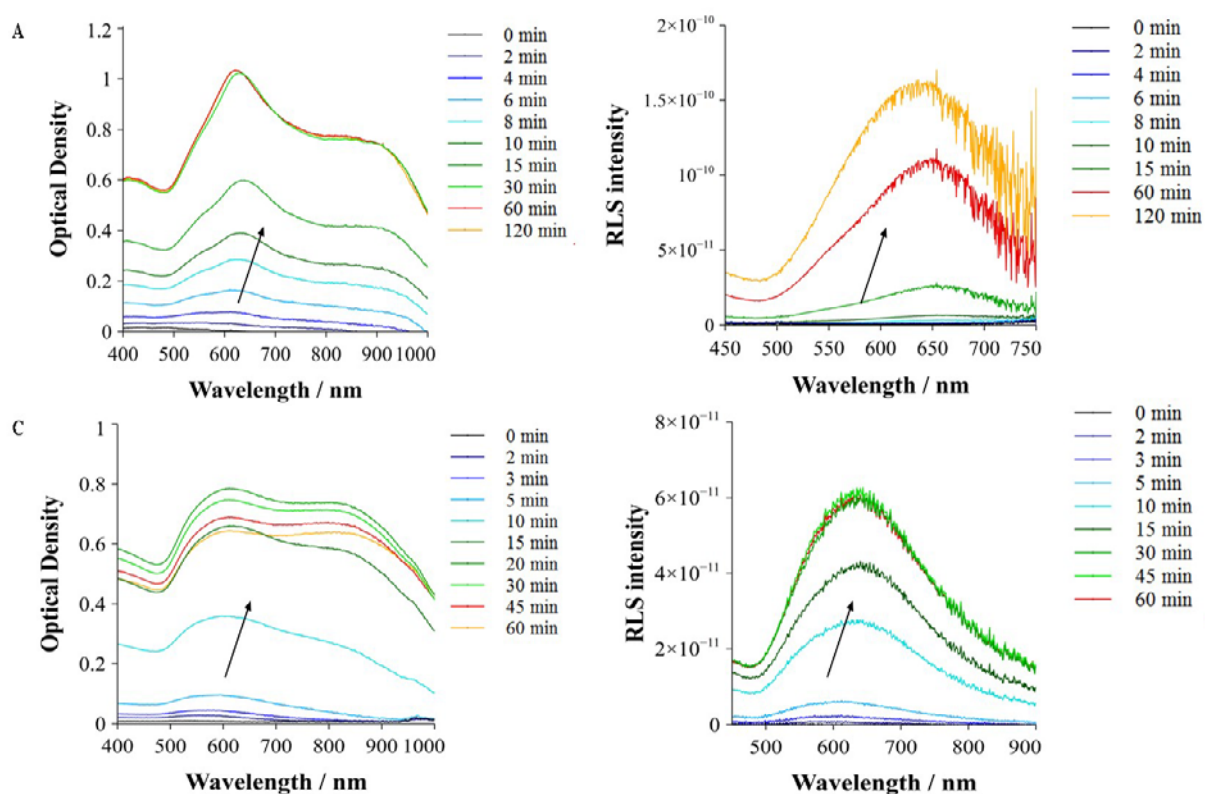 A
Optical Density
1.2
1
0.8
0.6
0.4
0.2
0
400 500 600 700 800 900 1000
Wavelength / nm
0 min
2 min
4 min
6 min
8 min
10 min
15 min
30 min
60 min
120 min
RLS intensity
2×10⁻¹⁰
1.5×10⁻¹⁰
1×10⁻¹⁰
5×10⁻¹¹
0
450 500 550 600 650 700 750
Wavelength / nm
0 min
2 min
4 min
6 min
8 min
10 min
15 min
60 min
120 min
C
Optical Density
1
0.8
0.6
0.4
0.2
0
400 500 600 700 800 900 1000
Wavelength / nm
0 min
2 min
3 min
5 min
10 min
15 min
20 min
30 min
45 min
60 min
RLS intensity
8×10⁻¹¹
6×10⁻¹¹
4×10⁻¹¹
2×10⁻¹¹
0
500 600 700 800 900
Wavelength / nm
0 min
2 min
3 min
5 min
10 min
15 min
30 min
45 min
60 min